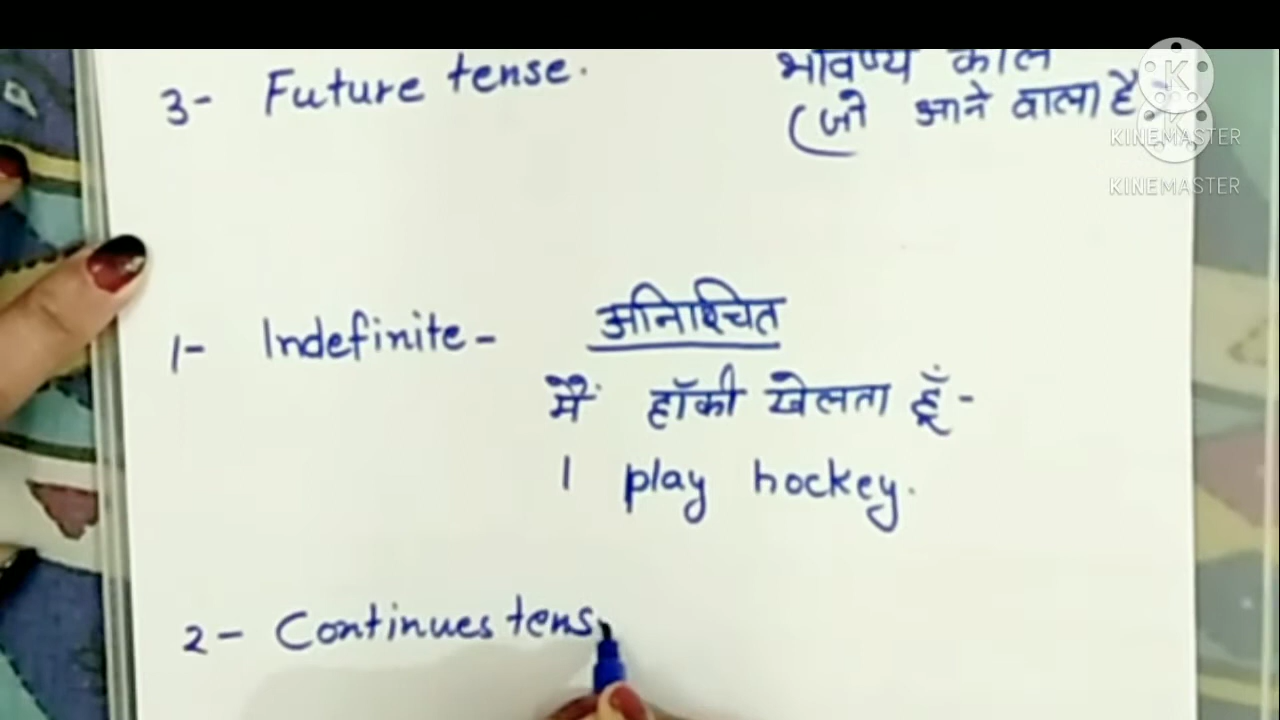 3- Future tense.
भविष्य काल
(जो आने वाला है
KINEMASTER
KINEMASTER
1- Indefinite- अनिश्चित
मैं हॉकी खेलता हूँ-
I play hockey.
2- Continues tens